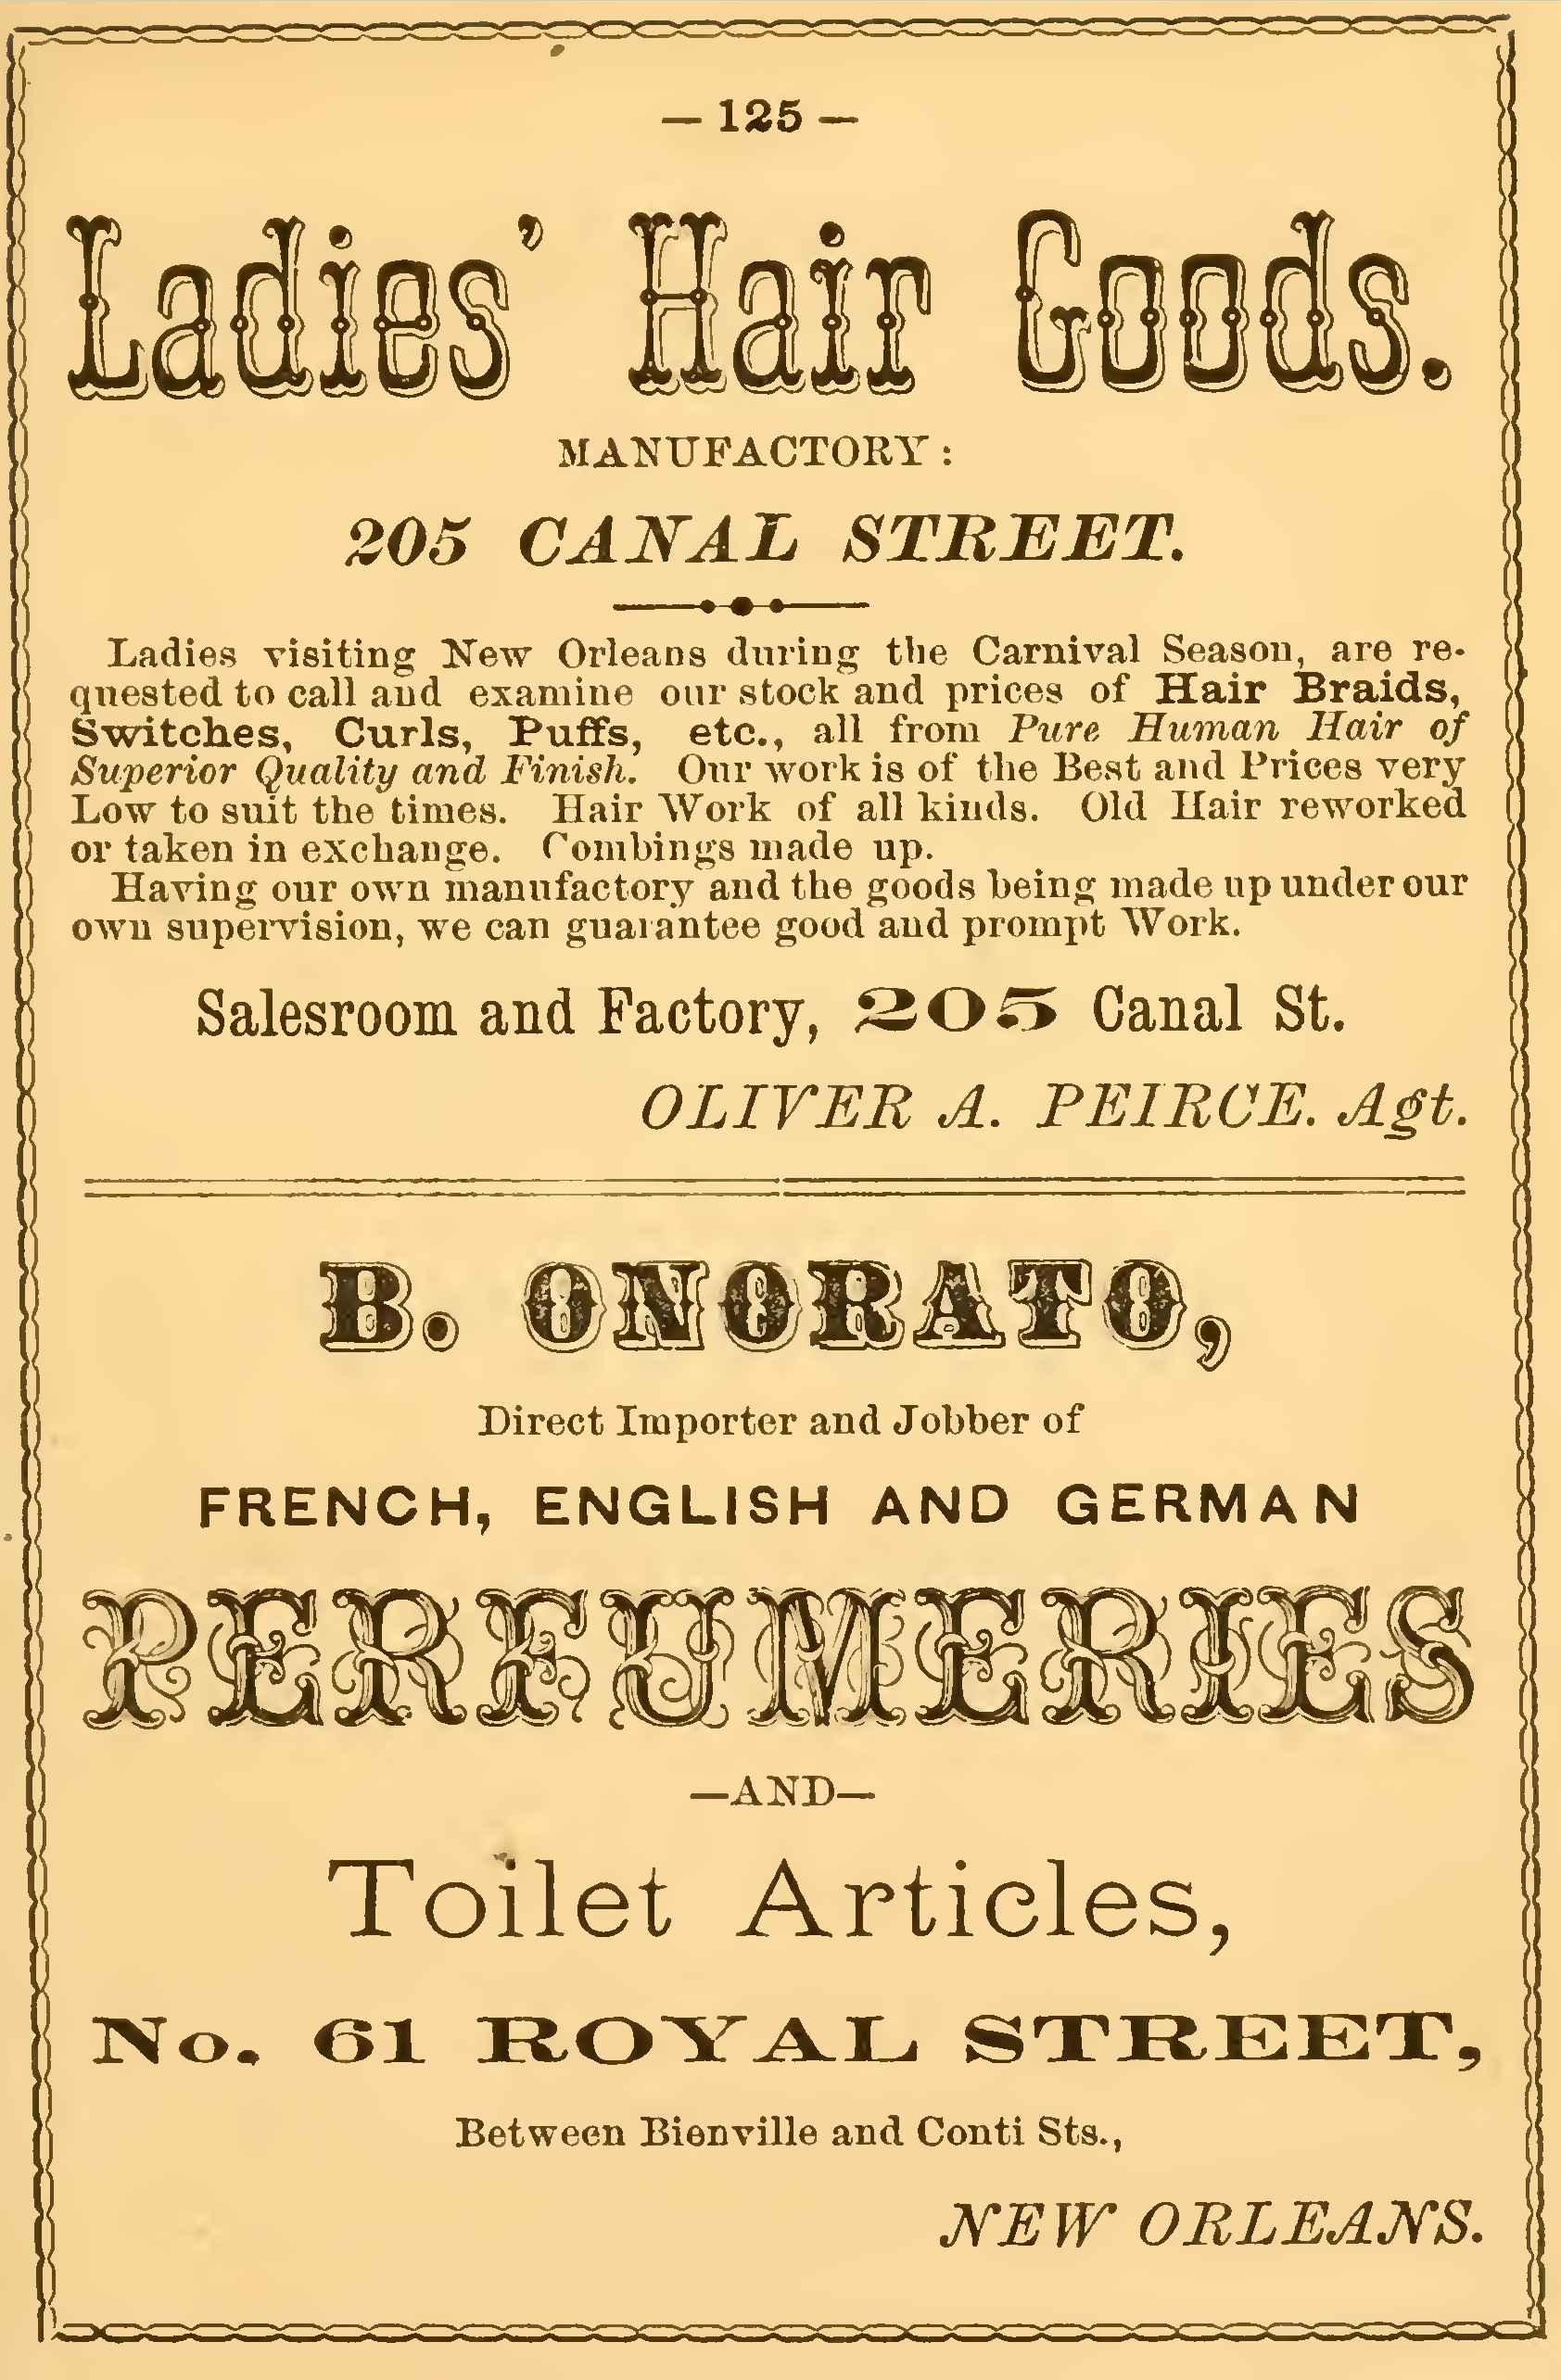 — 125 —
Ladies' Hair Goods.
MANUFACTORY:
205 CANAL STREET.
Ladies visiting New Orleans during the Carnival Season, are re-
quested to call and examine our stock and prices of Hair Braids,
Switches, Curls, Puffs, etc., all from Pure Human Hair of
Superior Quality and Finish. Our work is of the Best and Prices very
Low to suit the times. Hair Work of all kinds. Old Hair reworked
or taken in exchange. Combings made up.
Having our own manufactory and the goods being made up under our
own supervision, we can guarantee good and prompt Work.
Salesroom and Factory, 205 Canal St.
OLIVER A. PEIRCE. Agt.
B. ONORATO,
Direct Importer and Jobber of
FRENCH, ENGLISH AND GERMAN
PERFUMERIES
—AND—
Toilet Articles,
No. 61 ROYAL STREET,
Between Bienville and Conti Sts.,
NEW ORLEANS.